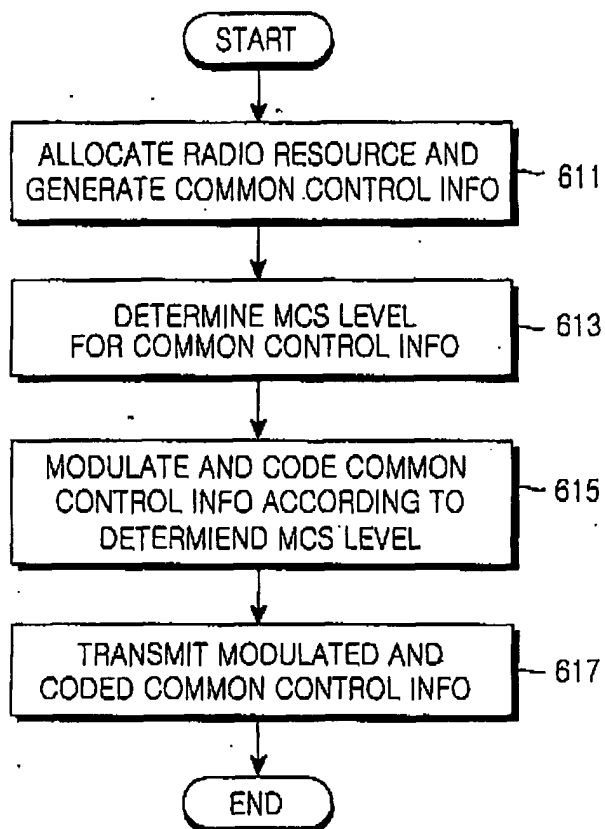 START
ALLOCATE RADIO RESOURCE AND
GENERATE COMMON CONTROL INFO
611
DETERMINE MCS LEVEL
FOR COMMON CONTROL INFO
613
MODULATE AND CODE COMMON
CONTROL INFO ACCORDING TO
DETERMIEND MCS LEVEL
615
TRANSMIT MODULATED AND
CODED COMMON CONTROL INFO
617
END